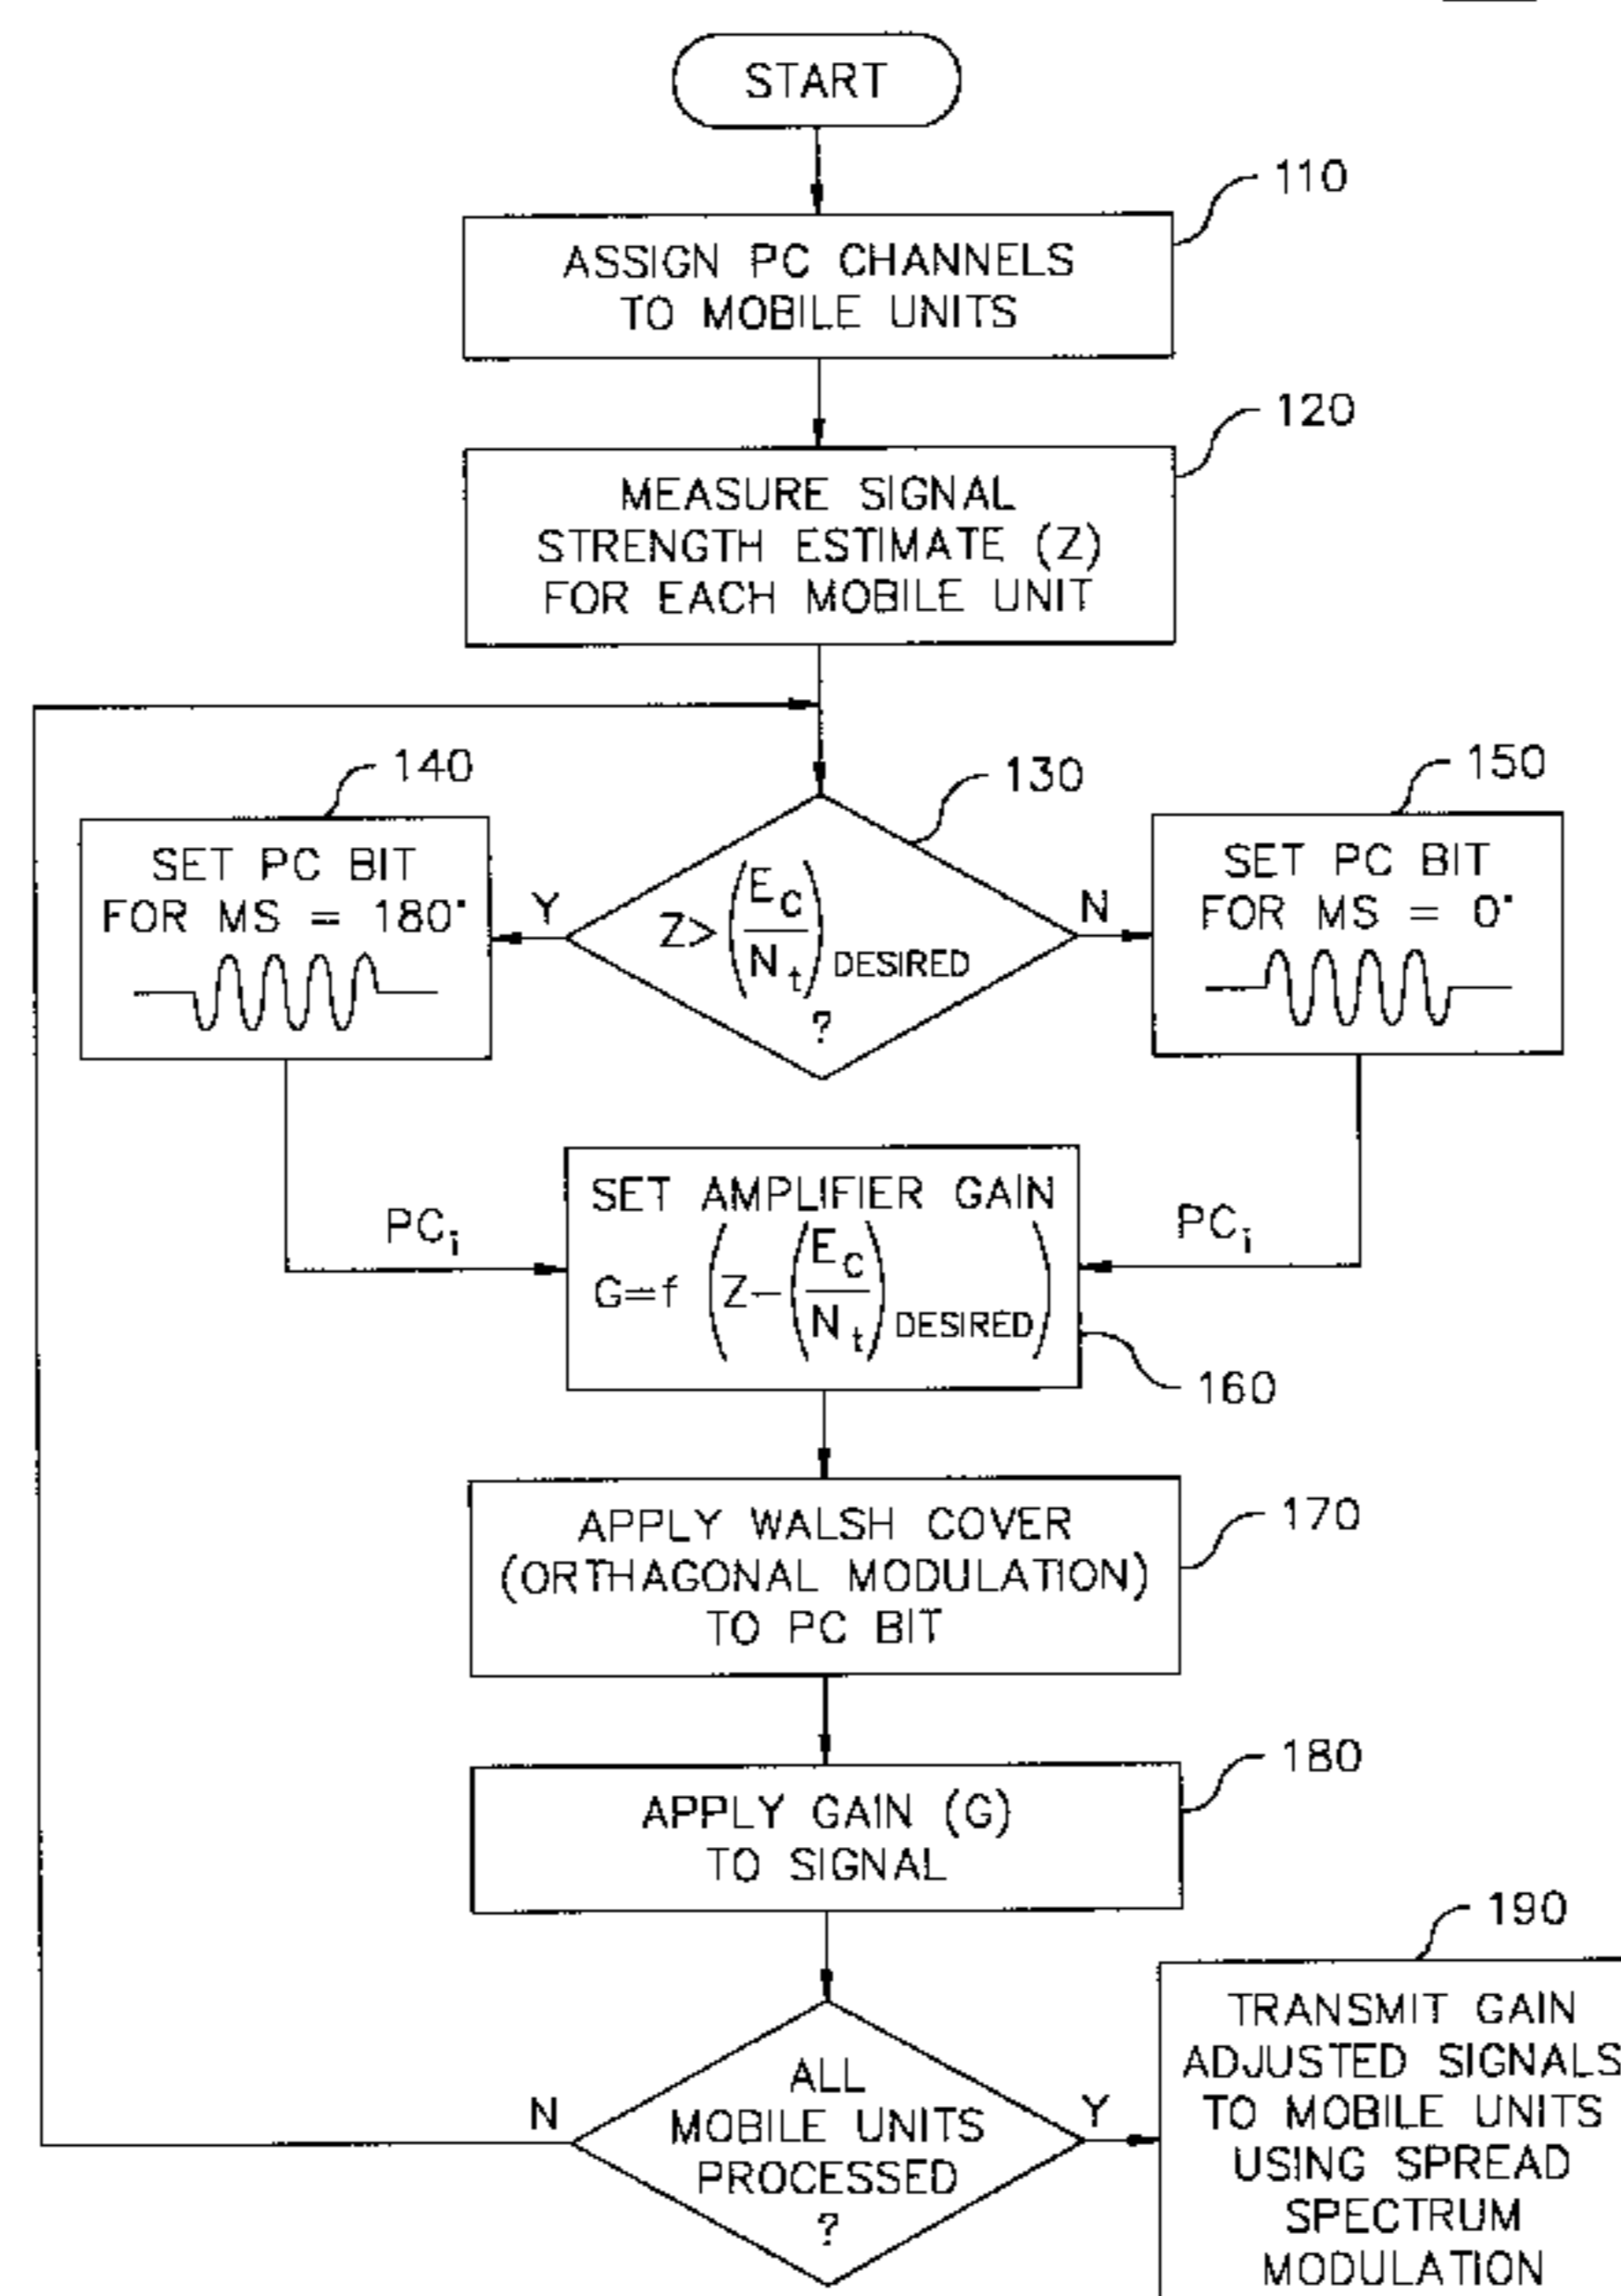 START
110
ASSIGN PC CHANNELS
TO MOBILE UNITS
120
MEASURE SIGNAL
STRENGTH ESTIMATE (Z)
FOR EACH MOBILE UNIT
140
SET PC BIT
FOR MS = 180°
130
Y
Z>(Ec/Nt) DESIRED
?
N
150
SET PC BIT
FOR MS = 0°
PCi
PCi
SET AMPLIFIER GAIN
G=f (Z-(Ec/Nt) DESIRED)
160
APPLY WALSH COVER
(ORTHAGONAL MODULATION)
TO PC BIT
170
APPLY GAIN (G)
TO SIGNAL
180
N
ALL
MOBILE UNITS
PROCESSED
?
Y
190
TRANSMIT GAIN
ADJUSTED SIGNALS
TO MOBILE UNITS
USING SPREAD
SPECTRUM
MODULATION